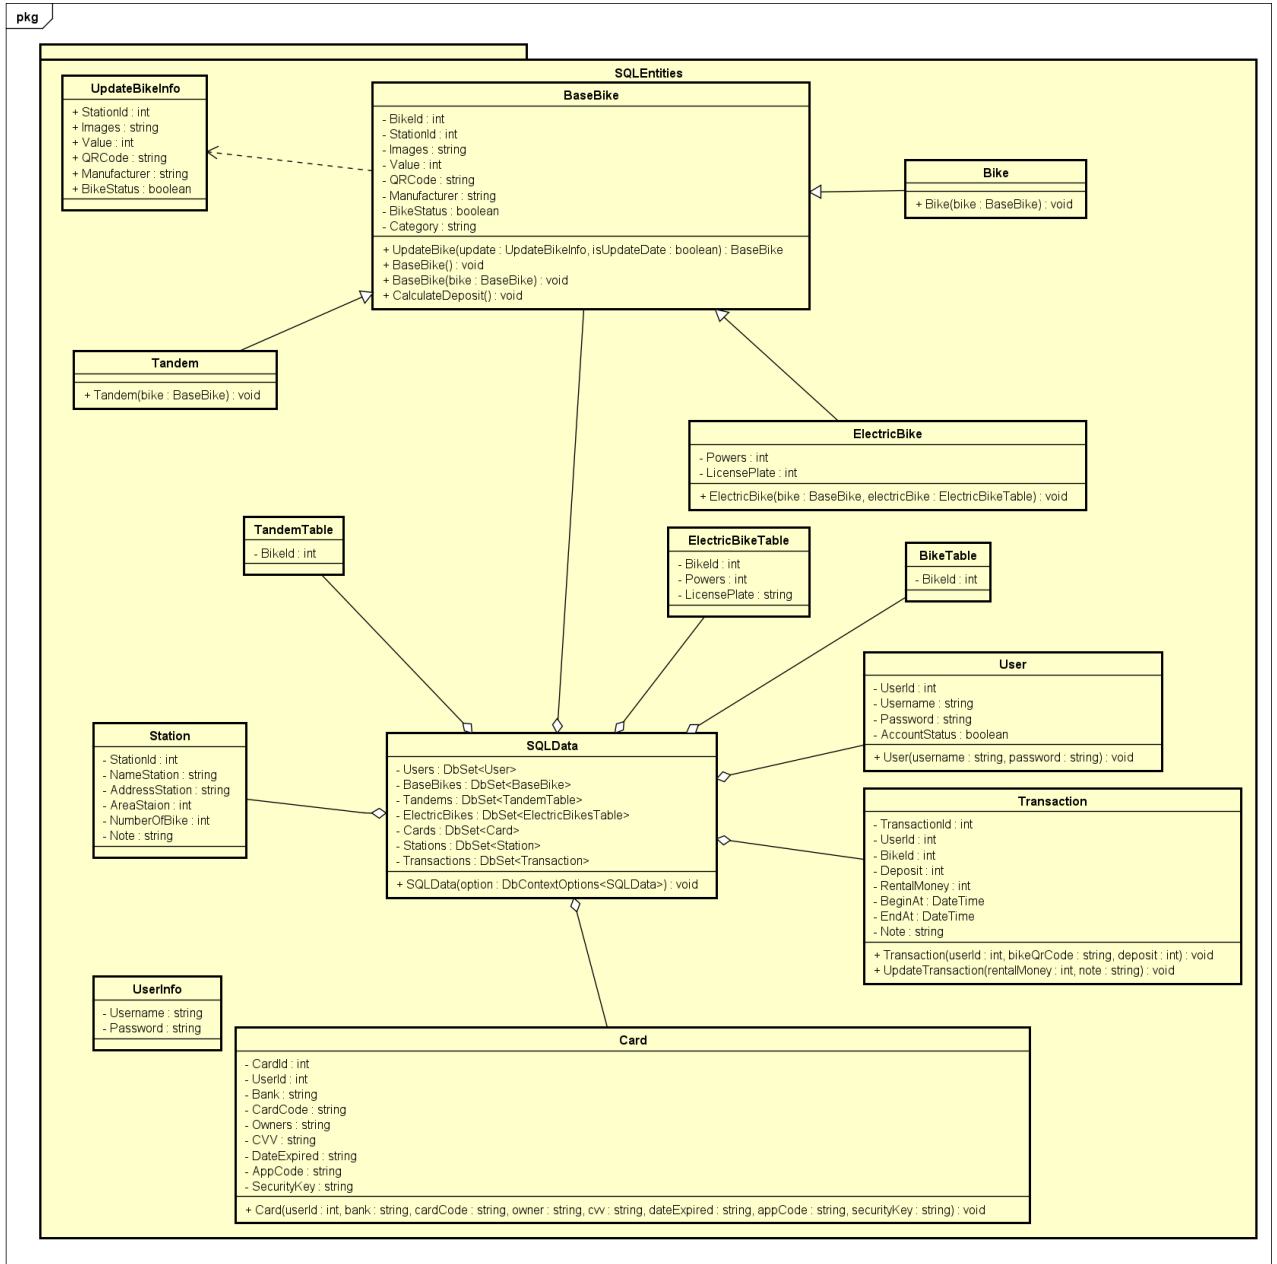 pkg
SQLEntities
UpdateBikeInfo
+ StationId : int
+ Images : string
+ Value : int
+ QRCode : string
+ Manufacturer : string
+ BikeStatus : boolean
BaseBike
- BikeId : int
- StationId : int
- Images : string
- Value : int
- QRCode : string
- Manufacturer : string
- BikeStatus : boolean
- Category : string
+ UpdateBike(update : UpdateBikeInfo, isUpdateDate : boolean) : BaseBike
+ BaseBike() : void
+ BaseBike(bike : BaseBike) : void
+ CalculateDeposit() : void
Bike
+ Bike(bike : BaseBike) : void
Tandem
+ Tandem(bike : BaseBike) : void
ElectricBike
- Powers : int
- LicensePlate : int
+ ElectricBike(bike : BaseBike, electricBike : ElectricBikeTable) : void
TandemTable
- BikeId : int
ElectricBikeTable
- BikeId : int
- Powers : int
- LicensePlate : string
BikeTable
- BikeId : int
User
- UserId : int
- Username : string
- Password : string
- AccountStatus : boolean
+ User(username : string, password : string) : void
Station
- StationId : int
- NameStation : string
- AddressStation : string
- AreaStaion : int
- NumberOfBike : int
- Note : string
SQLData
- Users : DbSet<User>
- BaseBikes : DbSet<BaseBike>
- Tandems : DbSet<TandemTable>
- ElectricBikes : DbSet<ElectricBikesTable>
- Cards : DbSet<Card>
- Stations : DbSet<Station>
- Transactions : DbSet<Transaction>
+ SQLData(option : DbContextOptions<SQLData>) : void
Transaction
- TransactionId : int
- UserId : int
- BikeId : int
- Deposit : int
- RentalMoney : int
- BeginAt : DateTime
- EndAt : DateTime
- Note : string
+ Transaction(userId : int, bikeQrCode : string, deposit : int) : void
+ UpdateTransaction(rentalMoney : int, note : string) : void
UserInfo
- Username : string
- Password : string
Card
- CardId : int
- UserId : int
- Bank : string
- CardCode : string
- Owners : string
- CVV : string
- DateExpired : string
- AppCode : string
- SecurityKey : string
+ Card(userId : int, bank : string, cardCode : string, owner : string, cvv : string, dateExpired : string, appCode : string, securityKey : string) : void